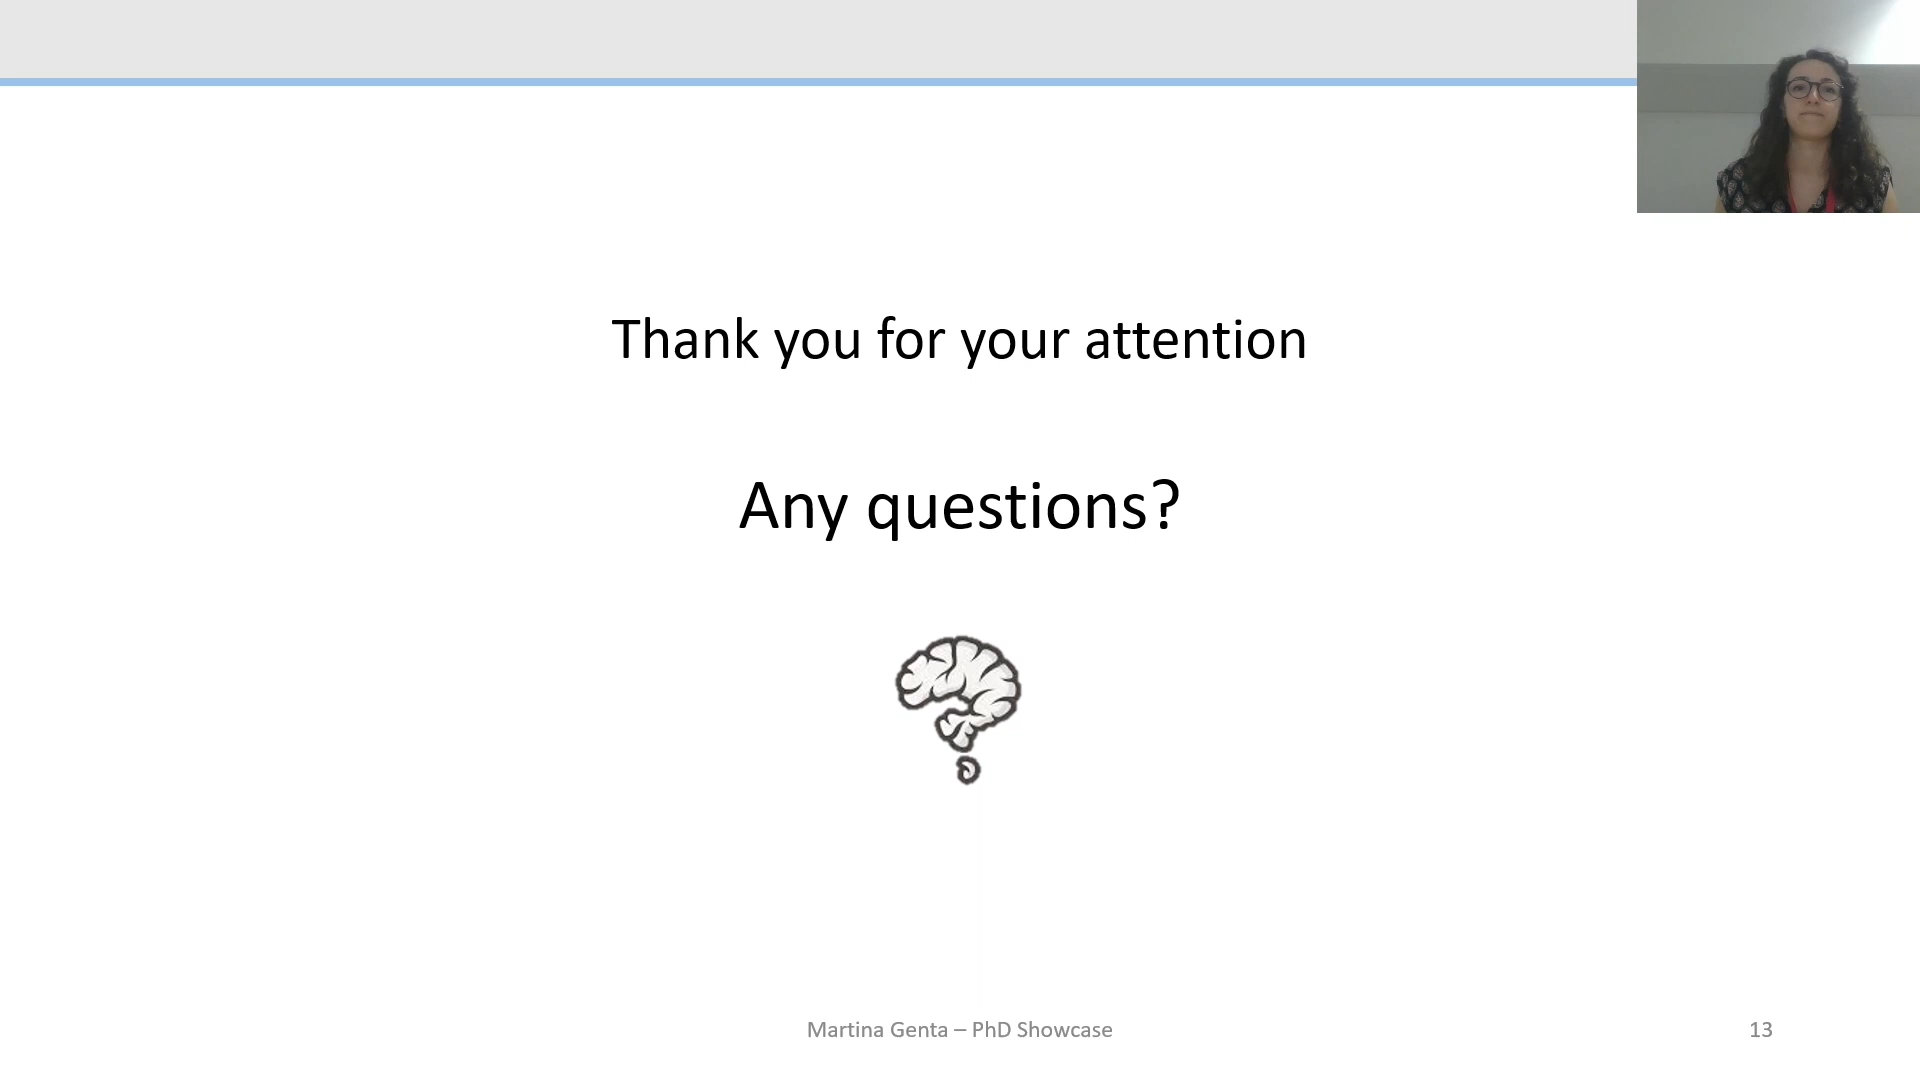 Thank you for your attention
Any questions?
Martina Genta – PhD Showcase
13